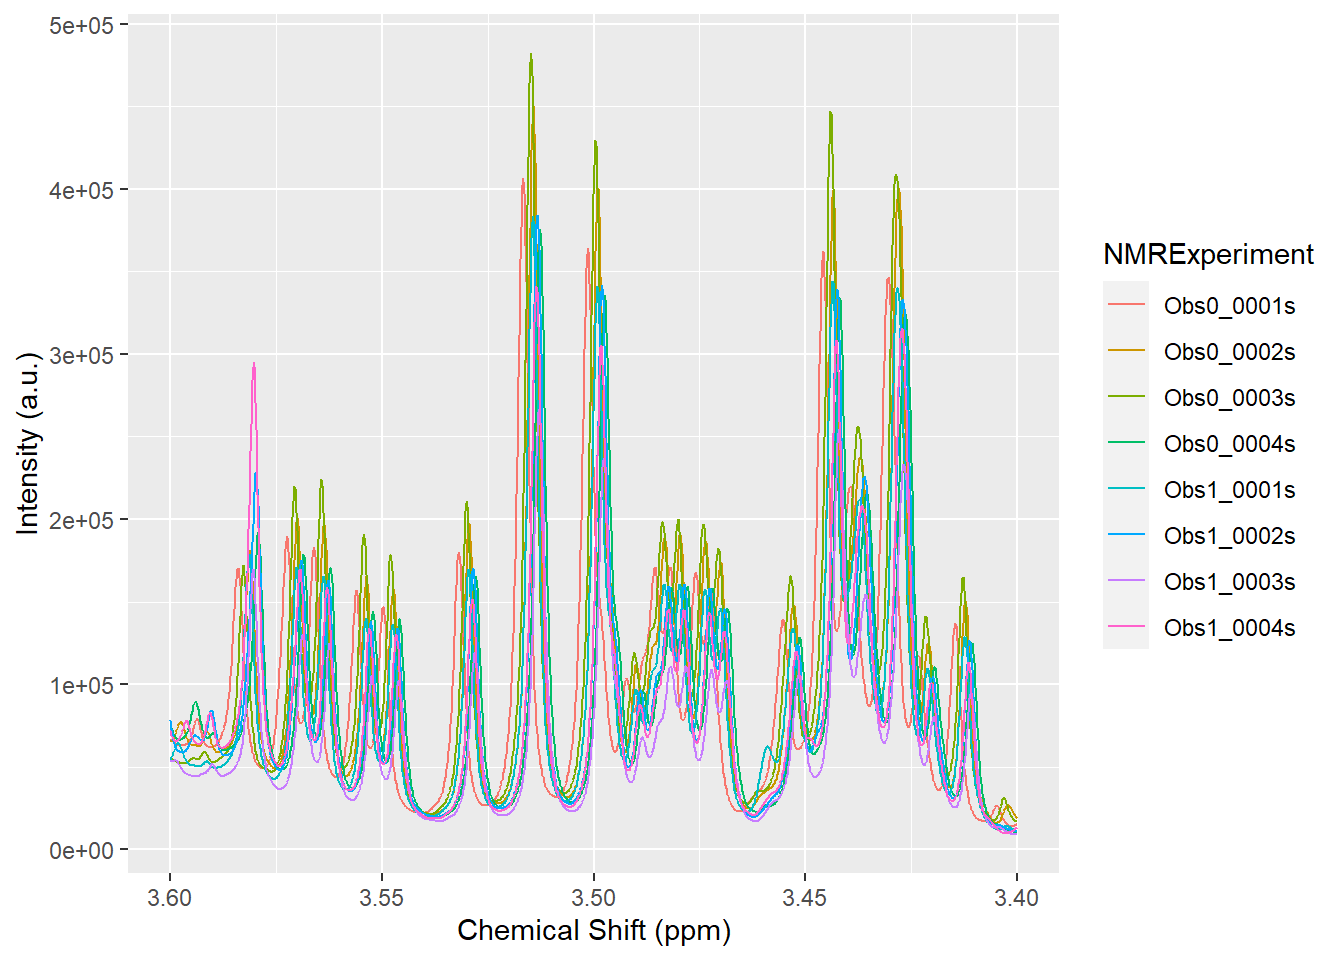 5e+05
4e+05
3e+05
2e+05
1e+05
0e+00
Intensity (a.u.)
3.60 3.55 3.50 3.45 3.40
Chemical Shift (ppm)
NMRExperiment
Obs0_0001s
Obs0_0002s
Obs0_0003s
Obs0_0004s
Obs1_0001s
Obs1_0002s
Obs1_0003s
Obs1_0004s